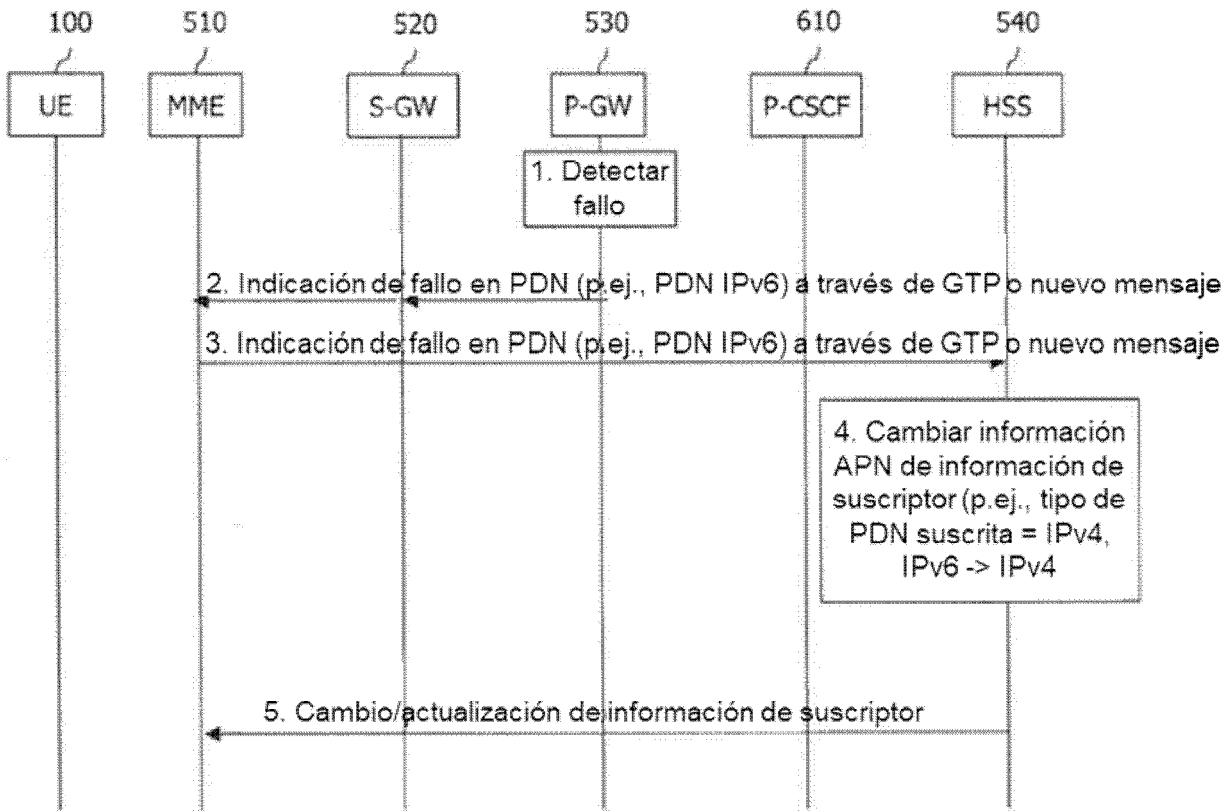 100 510 520 530 610 540
UE MME S-GW P-GW P-CSCF HSS
1. Detectar
fallo
2. Indicación de fallo en PDN (p.ej., PDN IPv6) a través de GTP o nuevo mensaje
3. Indicación de fallo en PDN (p.ej., PDN IPv6) a través de GTP o nuevo mensaje
4. Cambiar información
APN de información de
suscriptor (p.ej., tipo de
PDN suscrita = IPv4,
IPv6 -> IPv4
5. Cambio/actualización de información de suscriptor